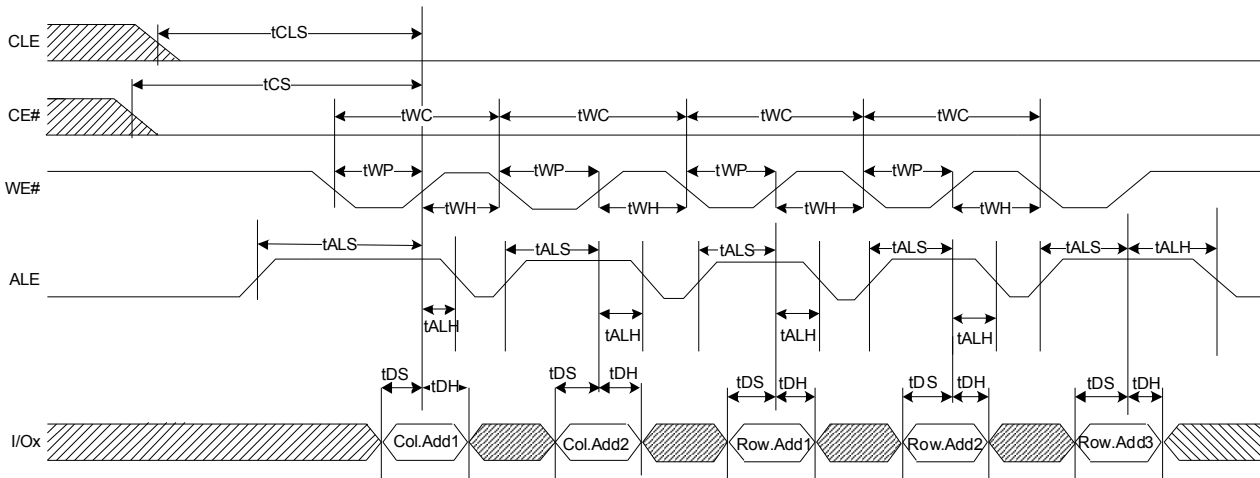 CLE
tCLS
tCS
CE#
tWC tWC tWC tWC
WE#
tWP tWP tWP tWP
tWH tWH tWH tWH
ALE
tALS tALS tALS tALS tALS tALH
tALH tALH tALH tALH
tDS tDH tDS tDH tDS tDH tDS tDH tDS tDH
I/Ox
Col.Add1 Col.Add2 Row.Add1 Row.Add2 Row.Add3